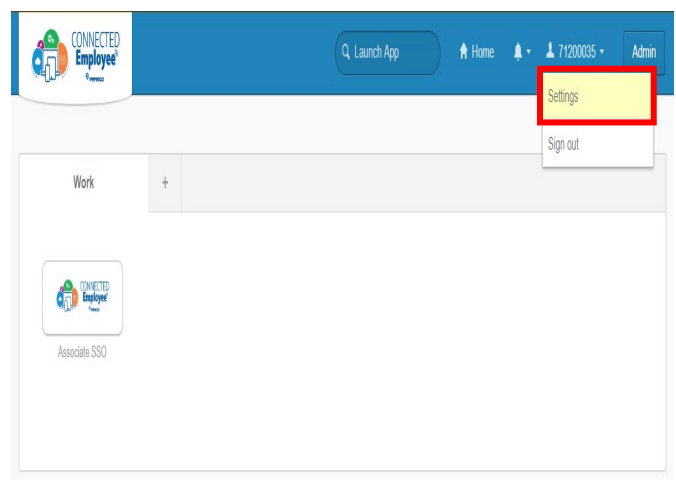 CONNECTED
Employee®
PEPSICO
Launch App
Home
71200035
Admin
Settings
Sign out
Work
+
CONNECTED
Employee®
Associate SSO